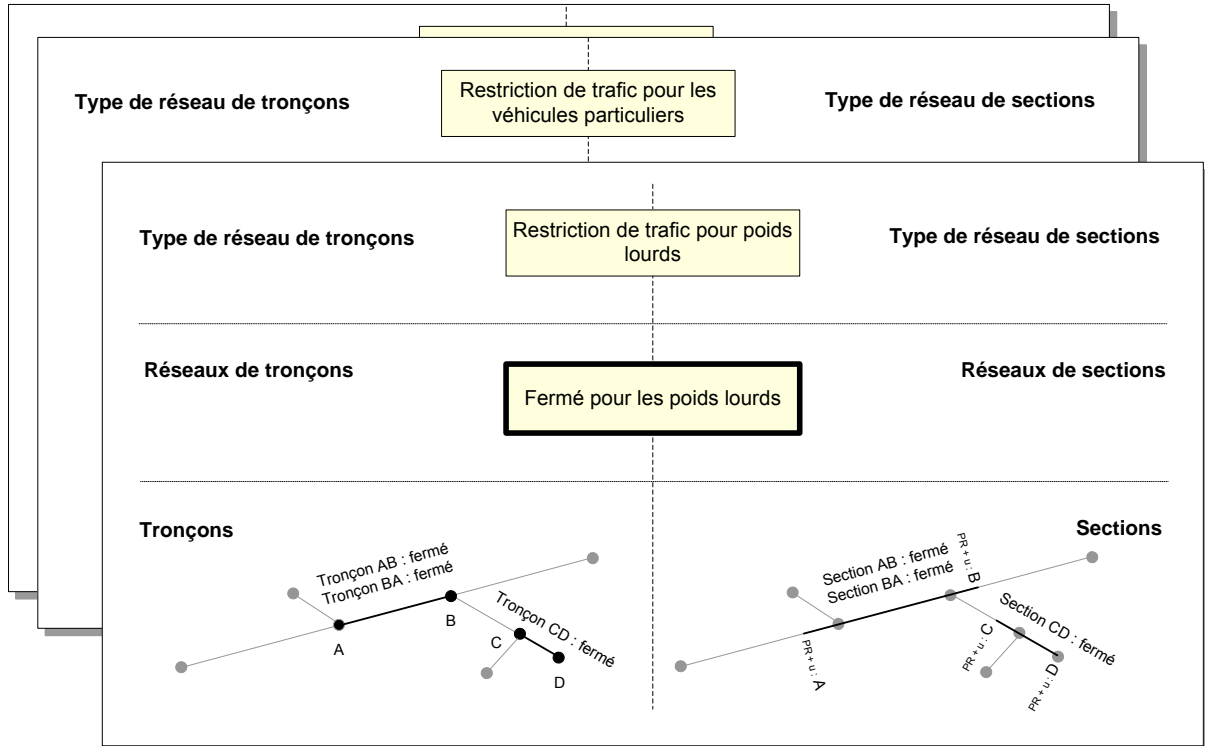 Type de réseau de tronçons
Restriction de trafic pour les
véhicules particuliers
Type de réseau de sections
Type de réseau de tronçons
Restriction de trafic pour poids
lourds
Type de réseau de sections
Réseaux de tronçons
Fermé pour les poids lourds
Réseaux de sections
Tronçons
Tronçon AB : fermé
Tronçon BA : fermé
Tronçon CD : fermé
A
B
C
D
Sections
Section AB : fermé
Section BA : fermé
Section CD : fermé
PR + u : A
PR + u : B
PR + u : C
PR + u : D